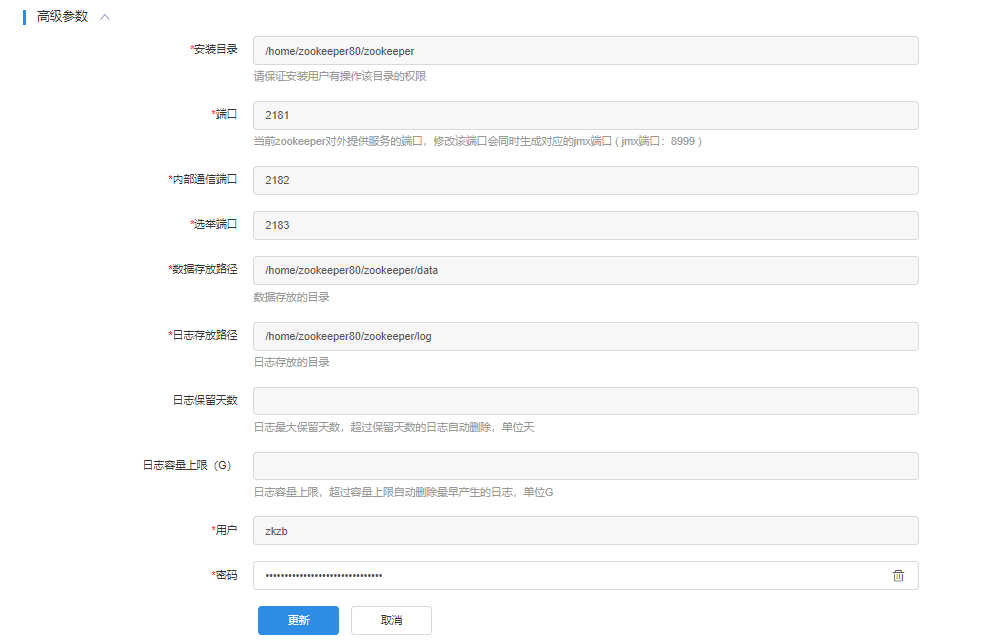 高级参数
*安装目录 /home/zookeeper80/zookeeper
请保证安装用户有操作该目录的权限
*端口 2181
当前zookeeper对外提供服务的端口，修改该端口会同时生成对应的jmx端口 ( jmx端口：8999 )
*内部通信端口 2182
*选举端口 2183
*数据存放路径 /home/zookeeper80/zookeeper/data
数据存放的目录
*日志存放路径 /home/zookeeper80/zookeeper/log
日志存放的目录
日志保留天数
日志最大保留天数，超过保留天数的日志自动删除，单位天
日志容量上限（G）
日志容量上限，超过容量上限自动删除最早产生的日志，单位G
*用户 zkzb
*密码 •••••••••••••••••••••••••••••••
更新 取消